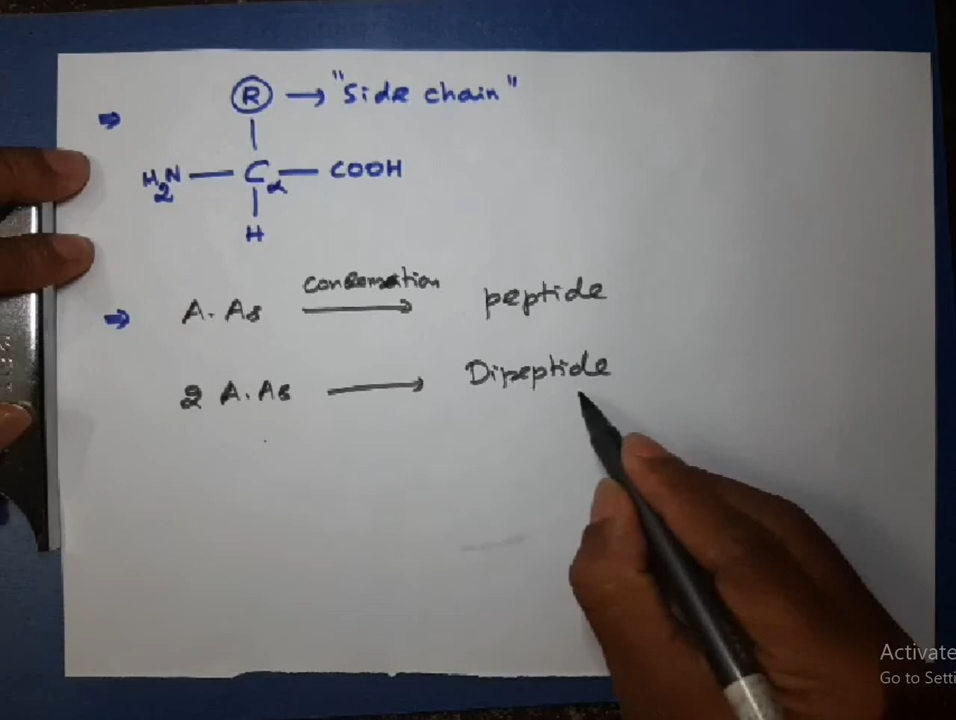 R → "Side chain"
⇒
H2N — Cα — COOH
H
condensation
⇒ A. As → peptide
2 A. As → Dipeptide
Activate
Go to Setti